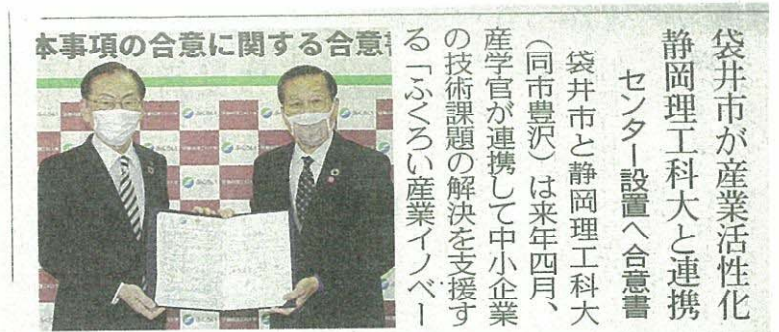 袋井市が産業活性化
静岡理工科大と連携
センター設置へ合意書
袋井市と静岡理工科大
（同市豊沢）は来年四月、
産学官が連携して中小企業
の技術課題の解決を支援す
る「ふくろい産業イノベー
本事項の合意に関する合意書